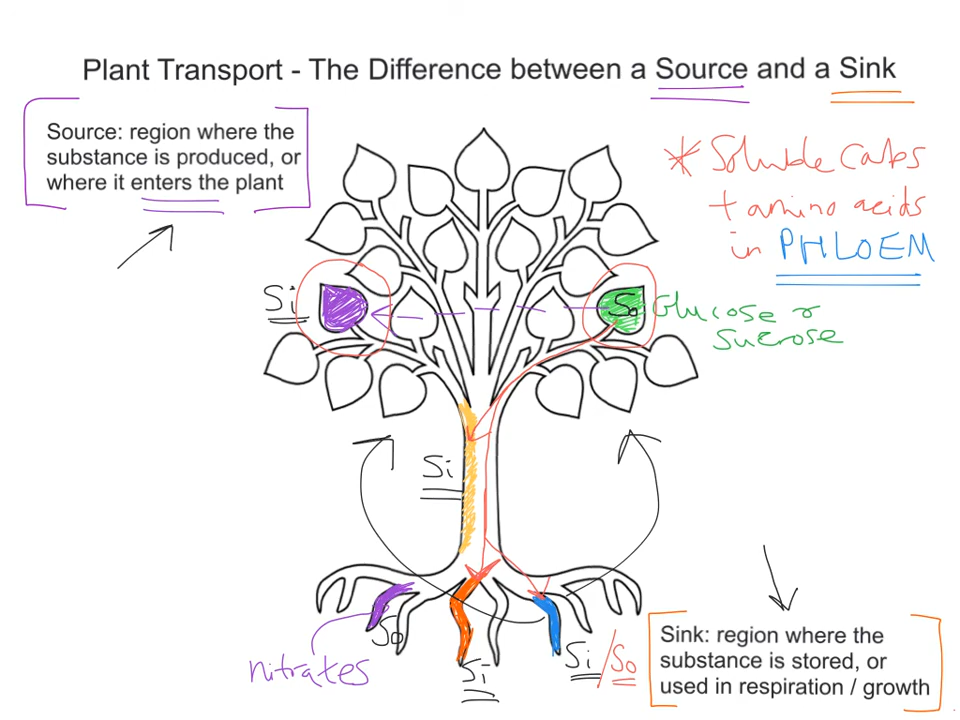 Plant Transport - The Difference between a Source and a Sink
Source: region where the
substance is produced, or
where it enters the plant
* Soluble Carbs
+ amino acids
in PHLOEM
Si
So
Glucose or
Sucrose
Si
So
nitrates
Si
Si/So
Sink: region where the
substance is stored, or
used in respiration / growth